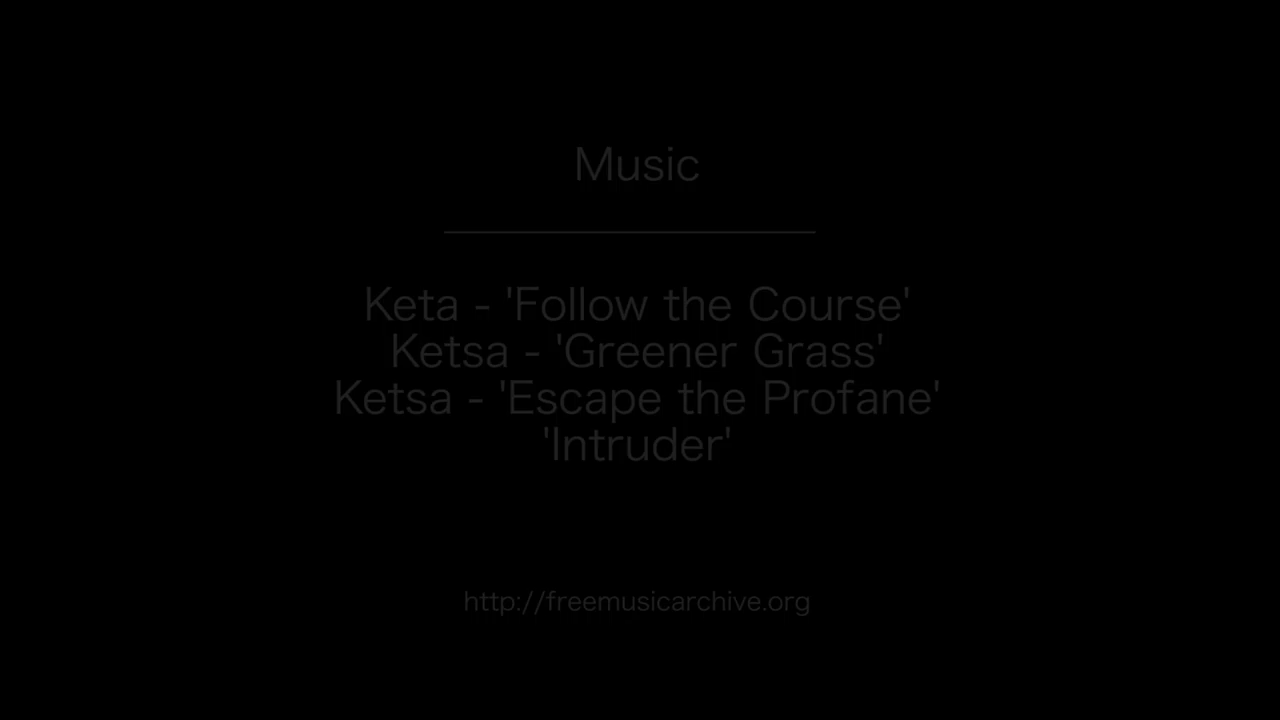 Music
Keta - 'Follow the Course'
Ketsa - 'Greener Grass'
Ketsa - 'Escape the Profane'
'Intruder'
http://freemusicarchive.org